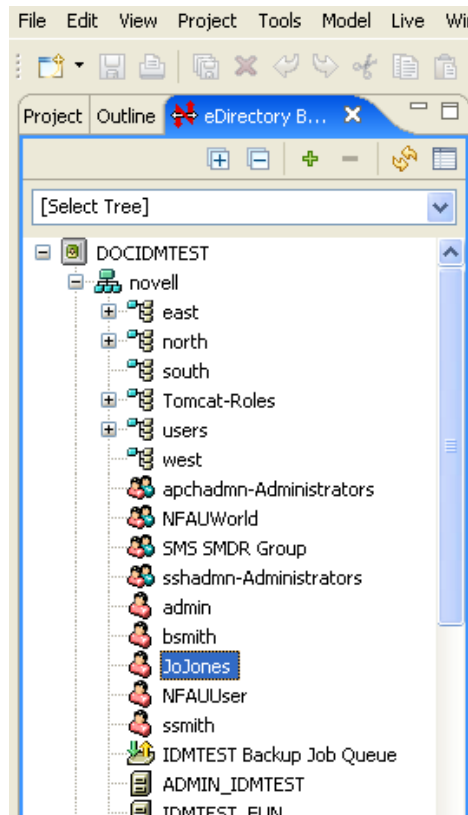 File Edit View Project Tools Model Live
Project Outline eDirectory B...
[Select Tree]
DOCIDMTEST
novell
east
north
south
Tomcat-Roles
users
west
apchadmn-Administrators
NFAUWorld
SMS SMDR Group
sshadmn-Administrators
admin
bsmith
JoJones
NFAUUser
ssmith
IDMTEST Backup Job Queue
ADMIN_IDMTEST